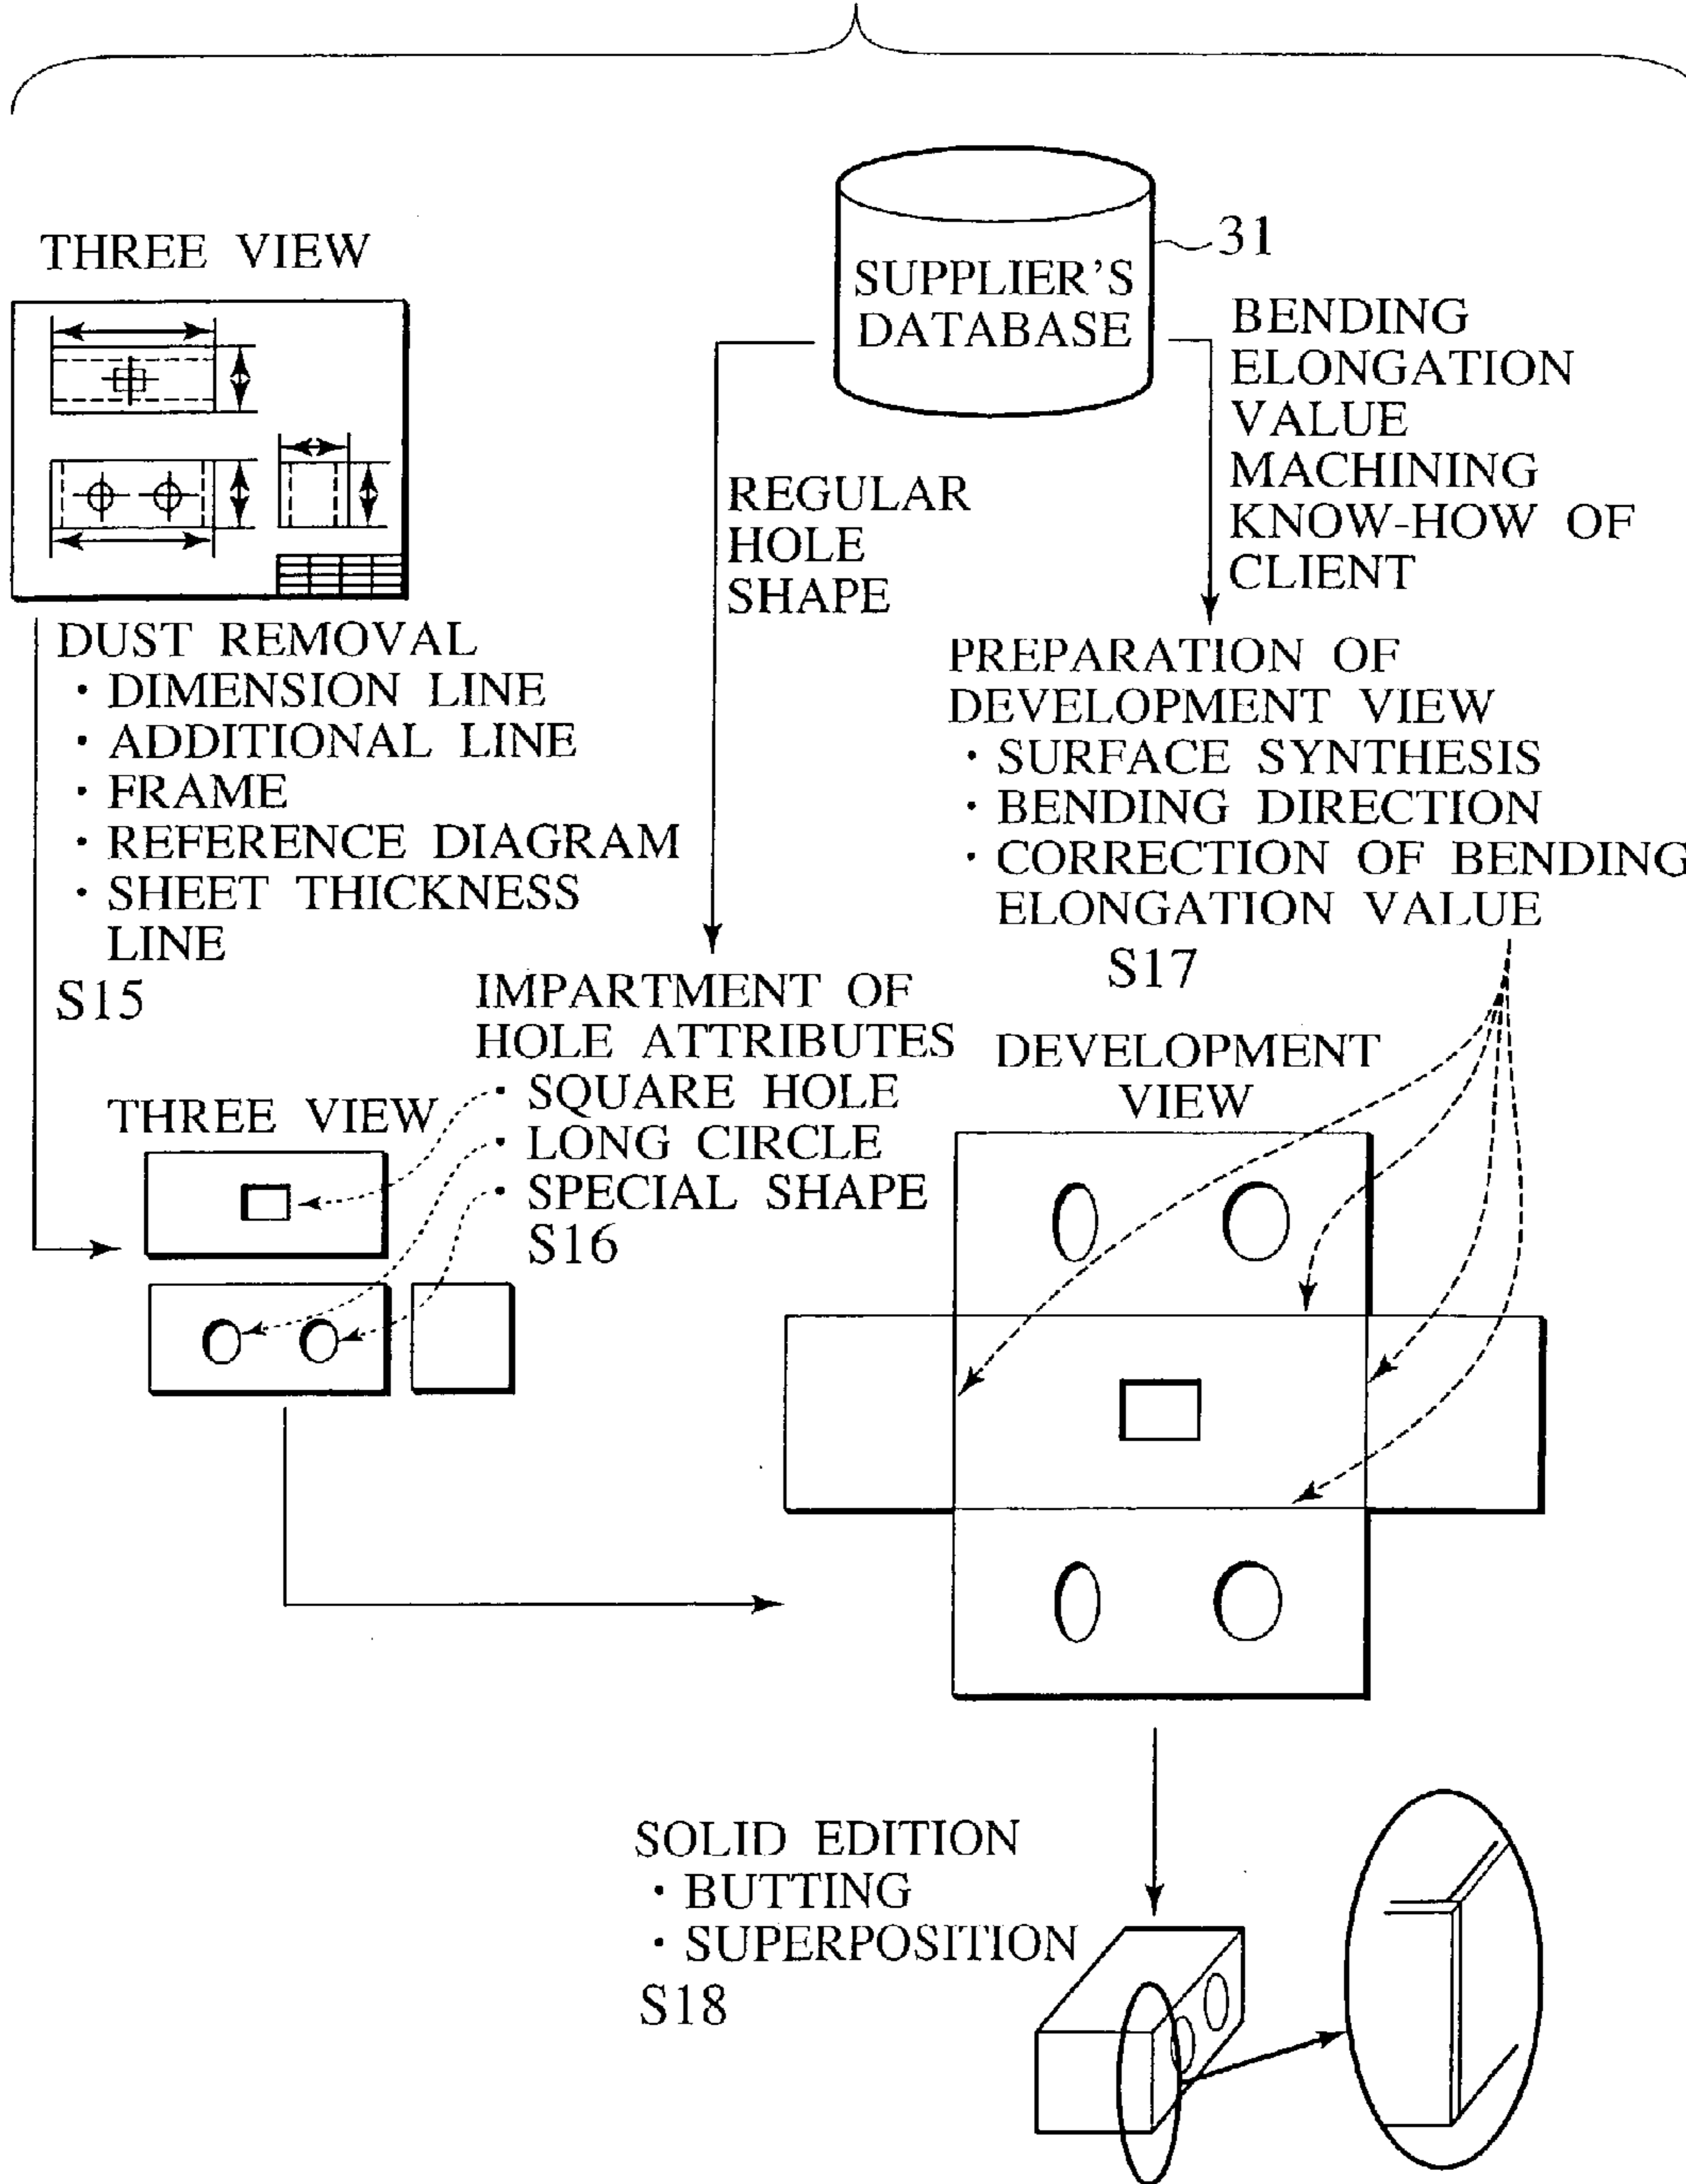 THREE VIEW
SUPPLIER'S
DATABASE
31
BENDING
ELONGATION
VALUE
MACHINING
KNOW-HOW OF
CLIENT
REGULAR
HOLE
SHAPE
DUST REMOVAL
· DIMENSION LINE
· ADDITIONAL LINE
· FRAME
· REFERENCE DIAGRAM
· SHEET THICKNESS
LINE
S15
PREPARATION OF
DEVELOPMENT VIEW
· SURFACE SYNTHESIS
· BENDING DIRECTION
· CORRECTION OF BENDING
ELONGATION VALUE
S17
IMPARTMENT OF
HOLE ATTRIBUTES
· SQUARE HOLE
· LONG CIRCLE
· SPECIAL SHAPE
S16
THREE VIEW
DEVELOPMENT
VIEW
SOLID EDITION
· BUTTING
· SUPERPOSITION
S18